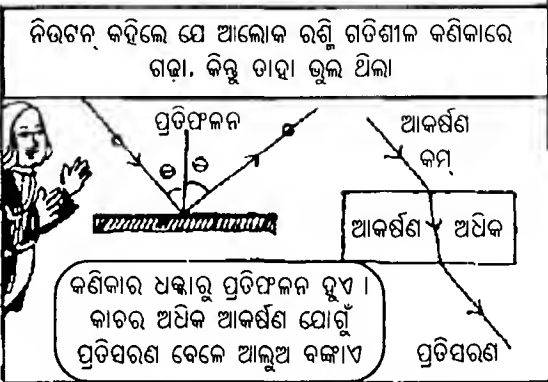 ନିଉଟନ୍ କହିଲେ ଯେ ଆଲୋକ ରଶ୍ମି ଗତିଶୀଳ କଣିକାରେ
ଗଢ଼ା. କିନ୍ତୁ ତାହା ଭୁଲ ଥିଲା
ପ୍ରତିଫଳନ
ɵ ɵ
ଆକର୍ଷଣ
କମ୍
ଆକର୍ଷଣ ଅଧିକ
କଣିକାର ଧକ୍କାରୁ ପ୍ରତିଫଳନ ହୁଏ ।
କାଚର ଅଧିକ ଆକର୍ଷଣ ଯୋଗୁଁ
ପ୍ରତିସରଣ ବେଳେ ଆଲୁଅ ବଙ୍କାଏ
ପ୍ରତିସରଣ